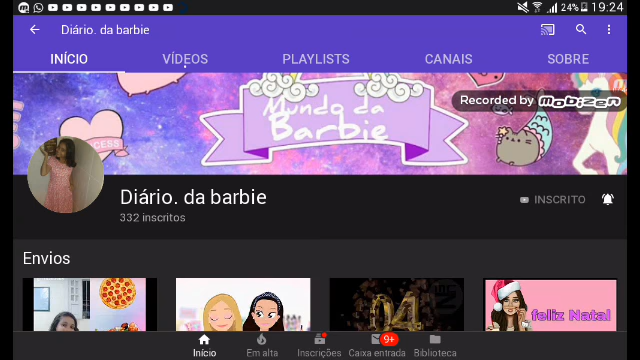 24% 19:24
Diário. da barbie
INÍCIO VÍDEOS PLAYLISTS CANAIS SOBRE
Mundo da
Barbie
Recorded by MOBIZEN
PRINCESS
Diário. da barbie
332 inscritos
INSCRITO
Envios
04
feliz Natal
9+
Início Em alta Inscrições Caixa entrada Biblioteca